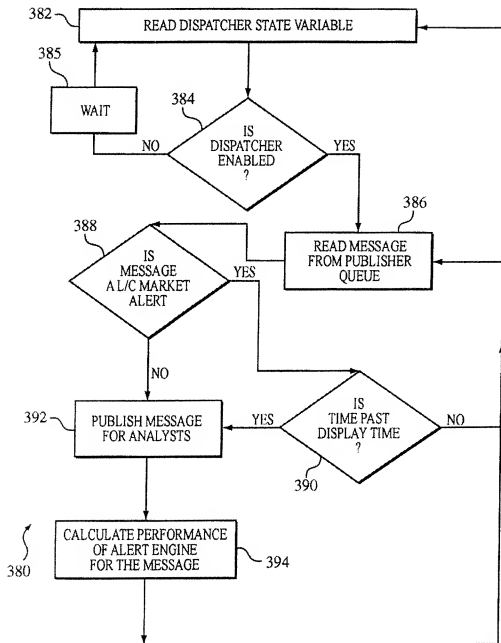 382
READ DISPATCHER STATE VARIABLE
385
WAIT
384
IS
DISPATCHER
ENABLED
?
NO
YES
386
READ MESSAGE
FROM PUBLISHER
QUEUE
388
IS
MESSAGE
A L/C MARKET
ALERT
YES
NO
392
PUBLISH MESSAGE
FOR ANALYSTS
YES
IS
TIME PAST
DISPLAY TIME
?
NO
390
380
CALCULATE PERFORMANCE
OF ALERT ENGINE
FOR THE MESSAGE
394